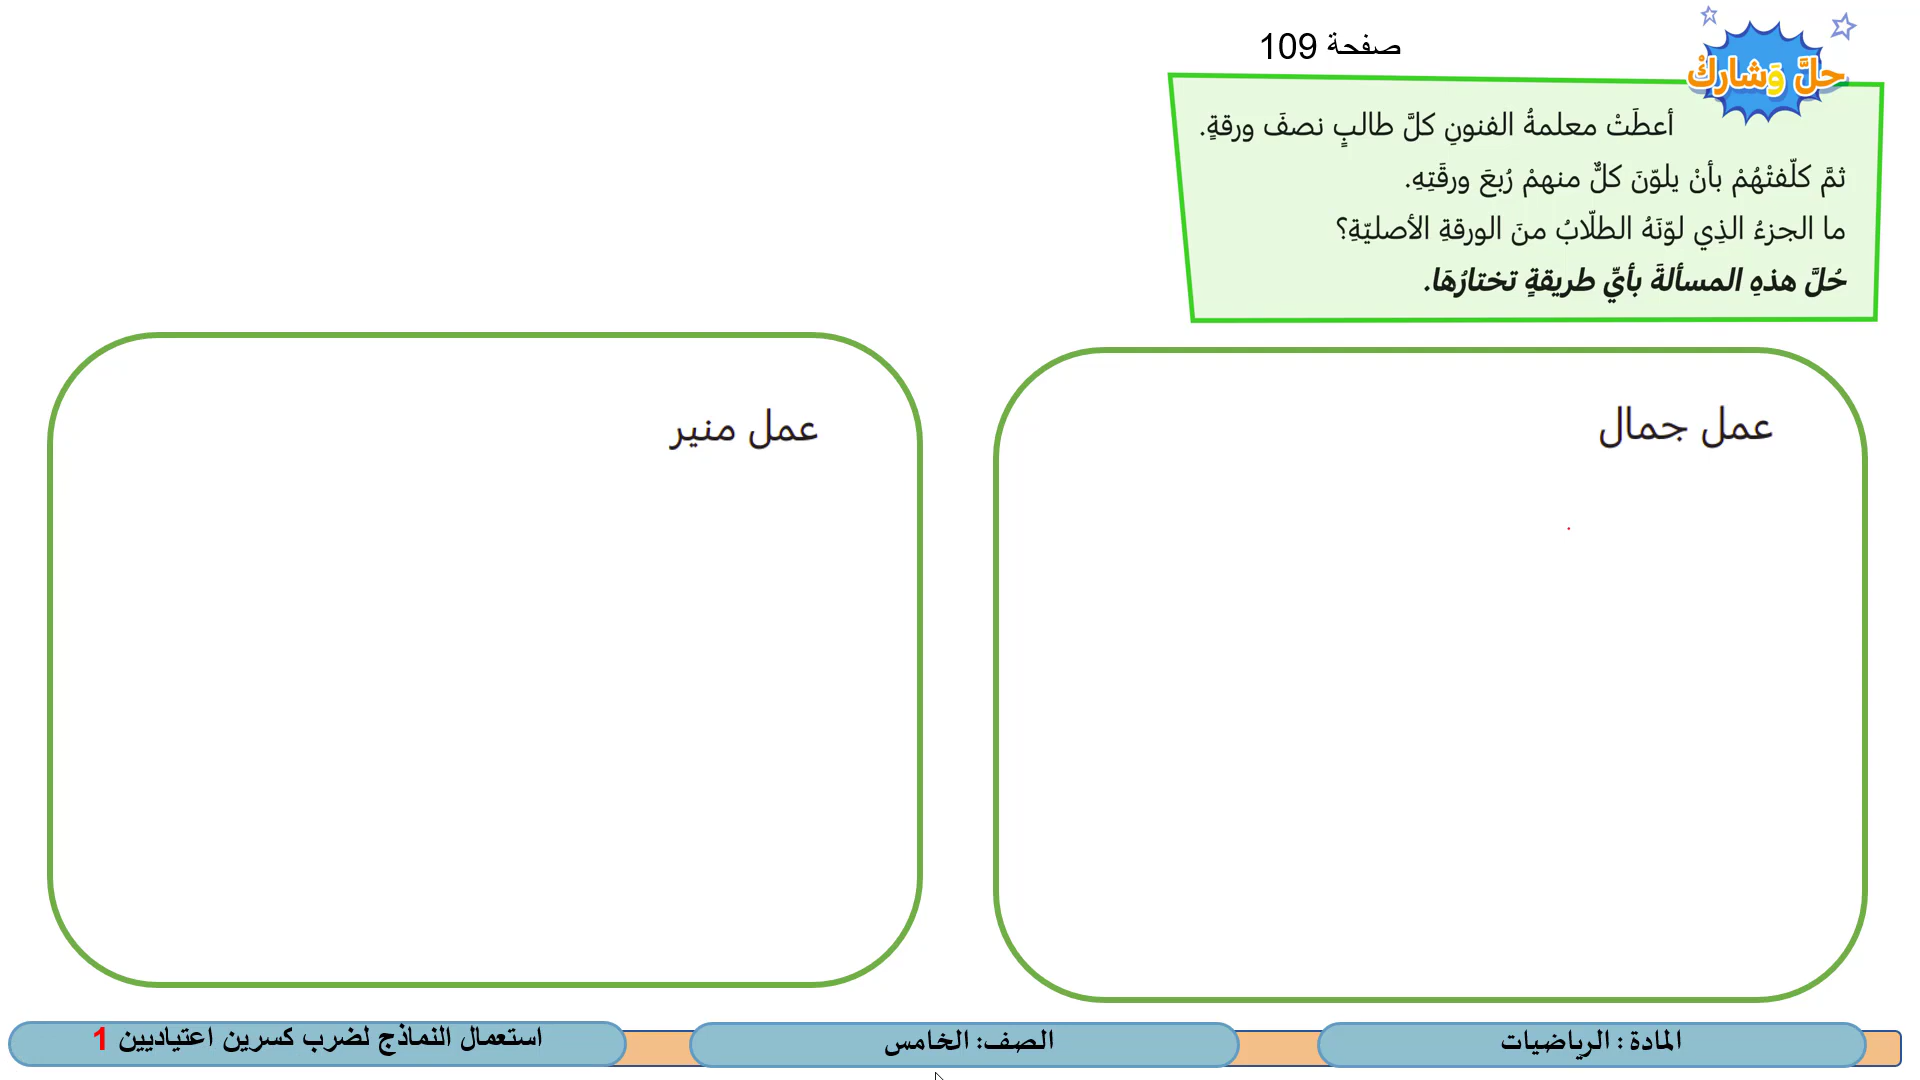 صفحة 109
حلَّ وَشاركْ
أعطَتْ معلمةُ الفنونِ كلَّ طالبٍ نصفَ ورقةٍ.
ثمَّ كلّفتْهُمْ بأنْ يلوّنَ كلٌّ منهمْ رُبعَ ورقَتِهِ.
ما الجزءُ الذِي لوّنَهُ الطلّابُ منَ الورقةِ الأصليّةِ؟
حُلَّ هذهِ المسألةَ بأيِّ طريقةٍ تختارُهَا.
عمل جمال
عمل منير
المادة : الرياضيات
الصف: الخامس
استعمال النماذج لضرب كسرين اعتياديين 1